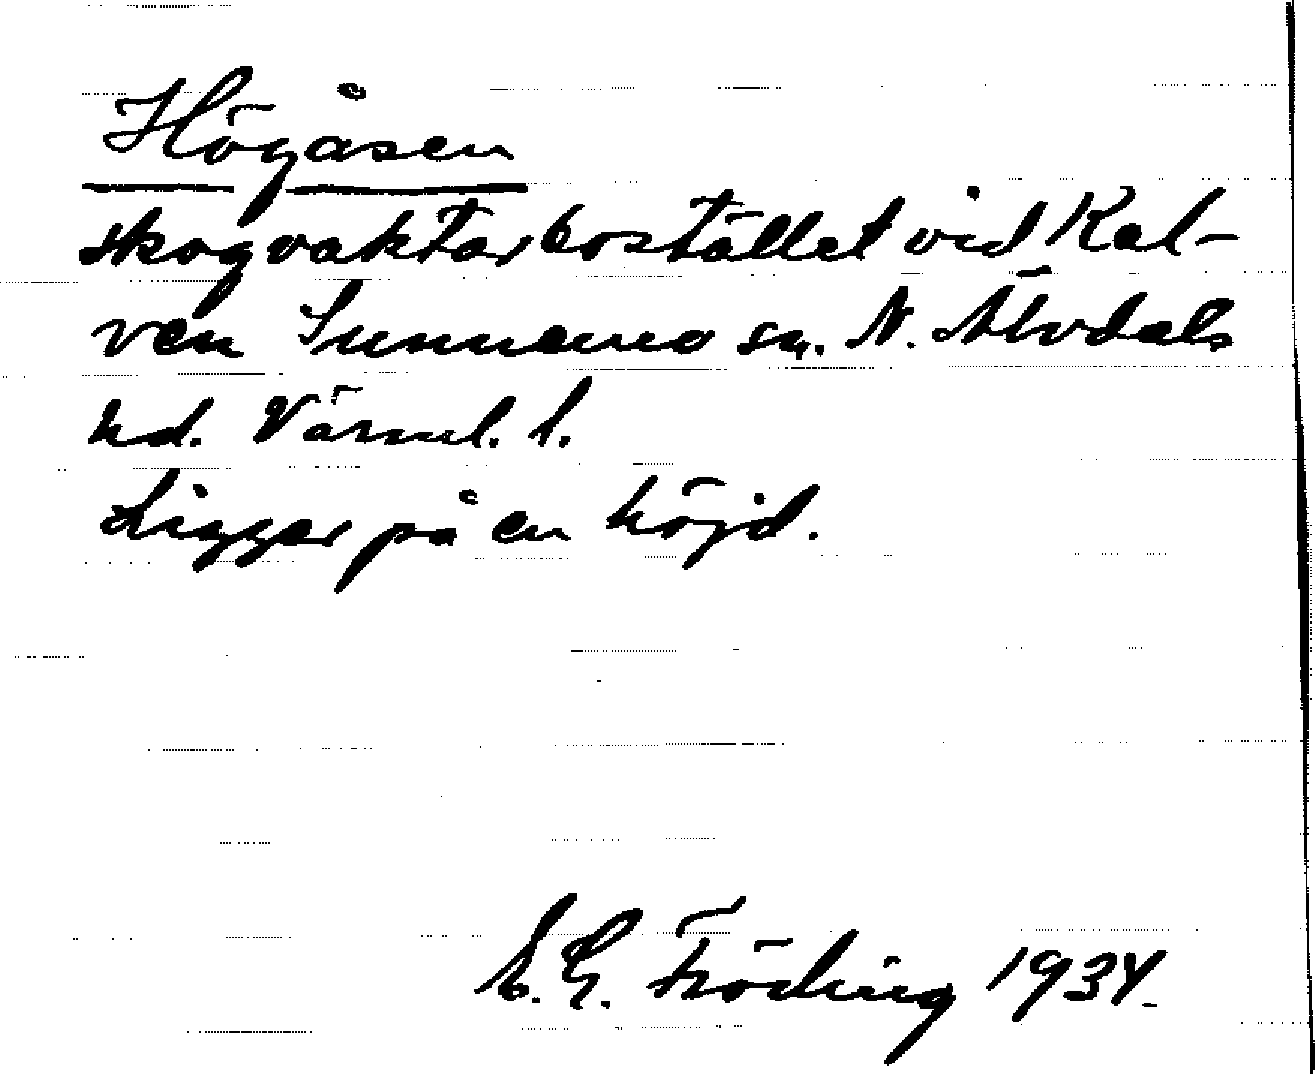 Högåsen
skogvaktarbostället vid Kal-
ven Sunnemo sn. N. Älvdals
hd. Värml. l.
Ligger på en höjd.
E. G. Fröding 1934.